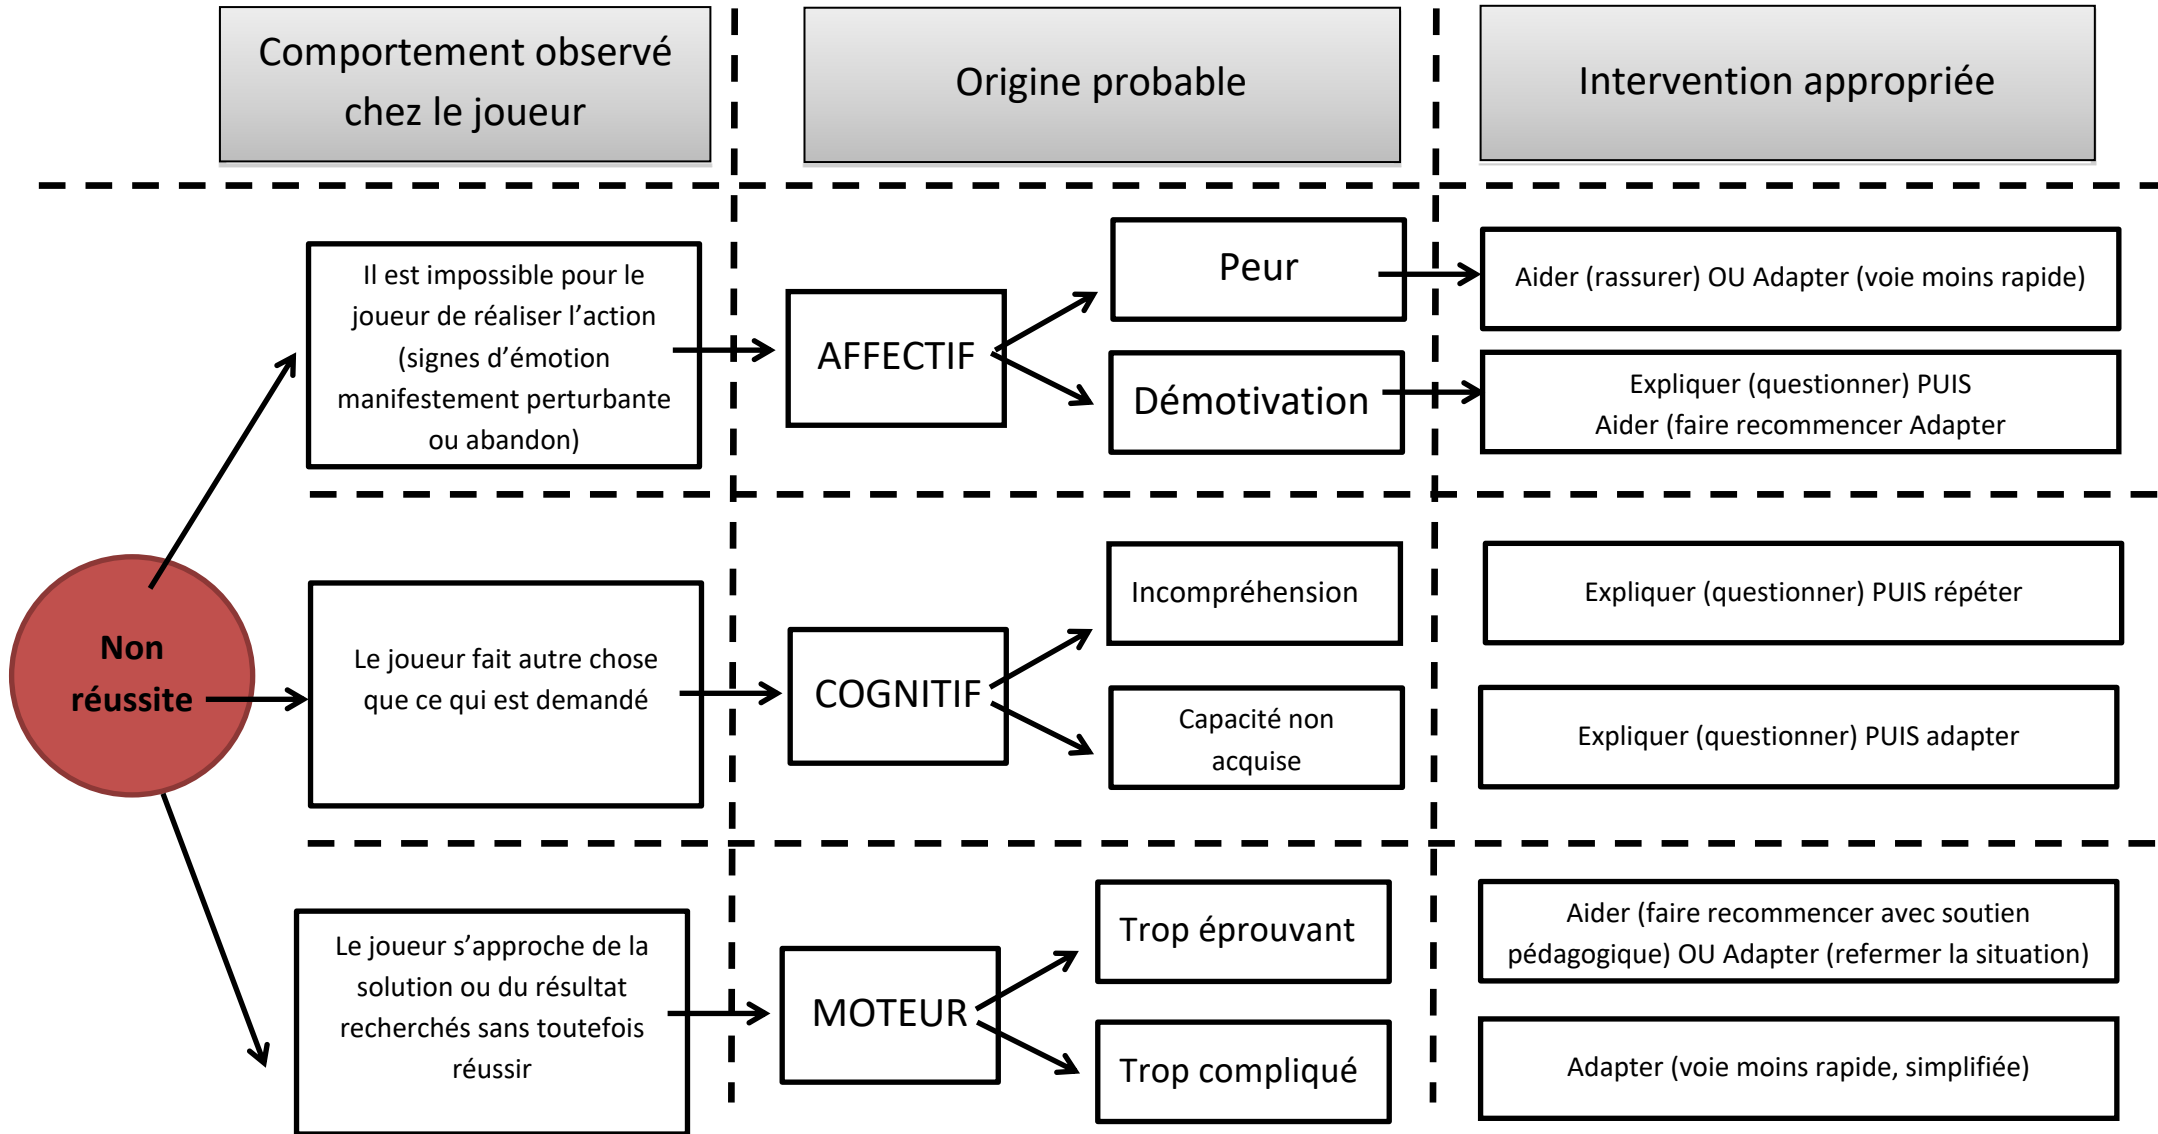 Comportement observé
chez le joueur
Origine probable
Intervention appropriée
Il est impossible pour le
joueur de réaliser l’action
(signes d’émotion
manifestement perturbante
ou abandon)
AFFECTIF
Peur
Aider (rassurer) OU Adapter (voie moins rapide)
Démotivation
Expliquer (questionner) PUIS
Aider (faire recommencer Adapter
Non
réussite
Le joueur fait autre chose
que ce qui est demandé
COGNITIF
Incompréhension
Expliquer (questionner) PUIS répéter
Capacité non
acquise
Expliquer (questionner) PUIS adapter
Le joueur s’approche de la
solution ou du résultat
recherchés sans toutefois
réussir
MOTEUR
Trop éprouvant
Aider (faire recommencer avec soutien
pédagogique) OU Adapter (refermer la situation)
Trop compliqué
Adapter (voie moins rapide, simplifiée)